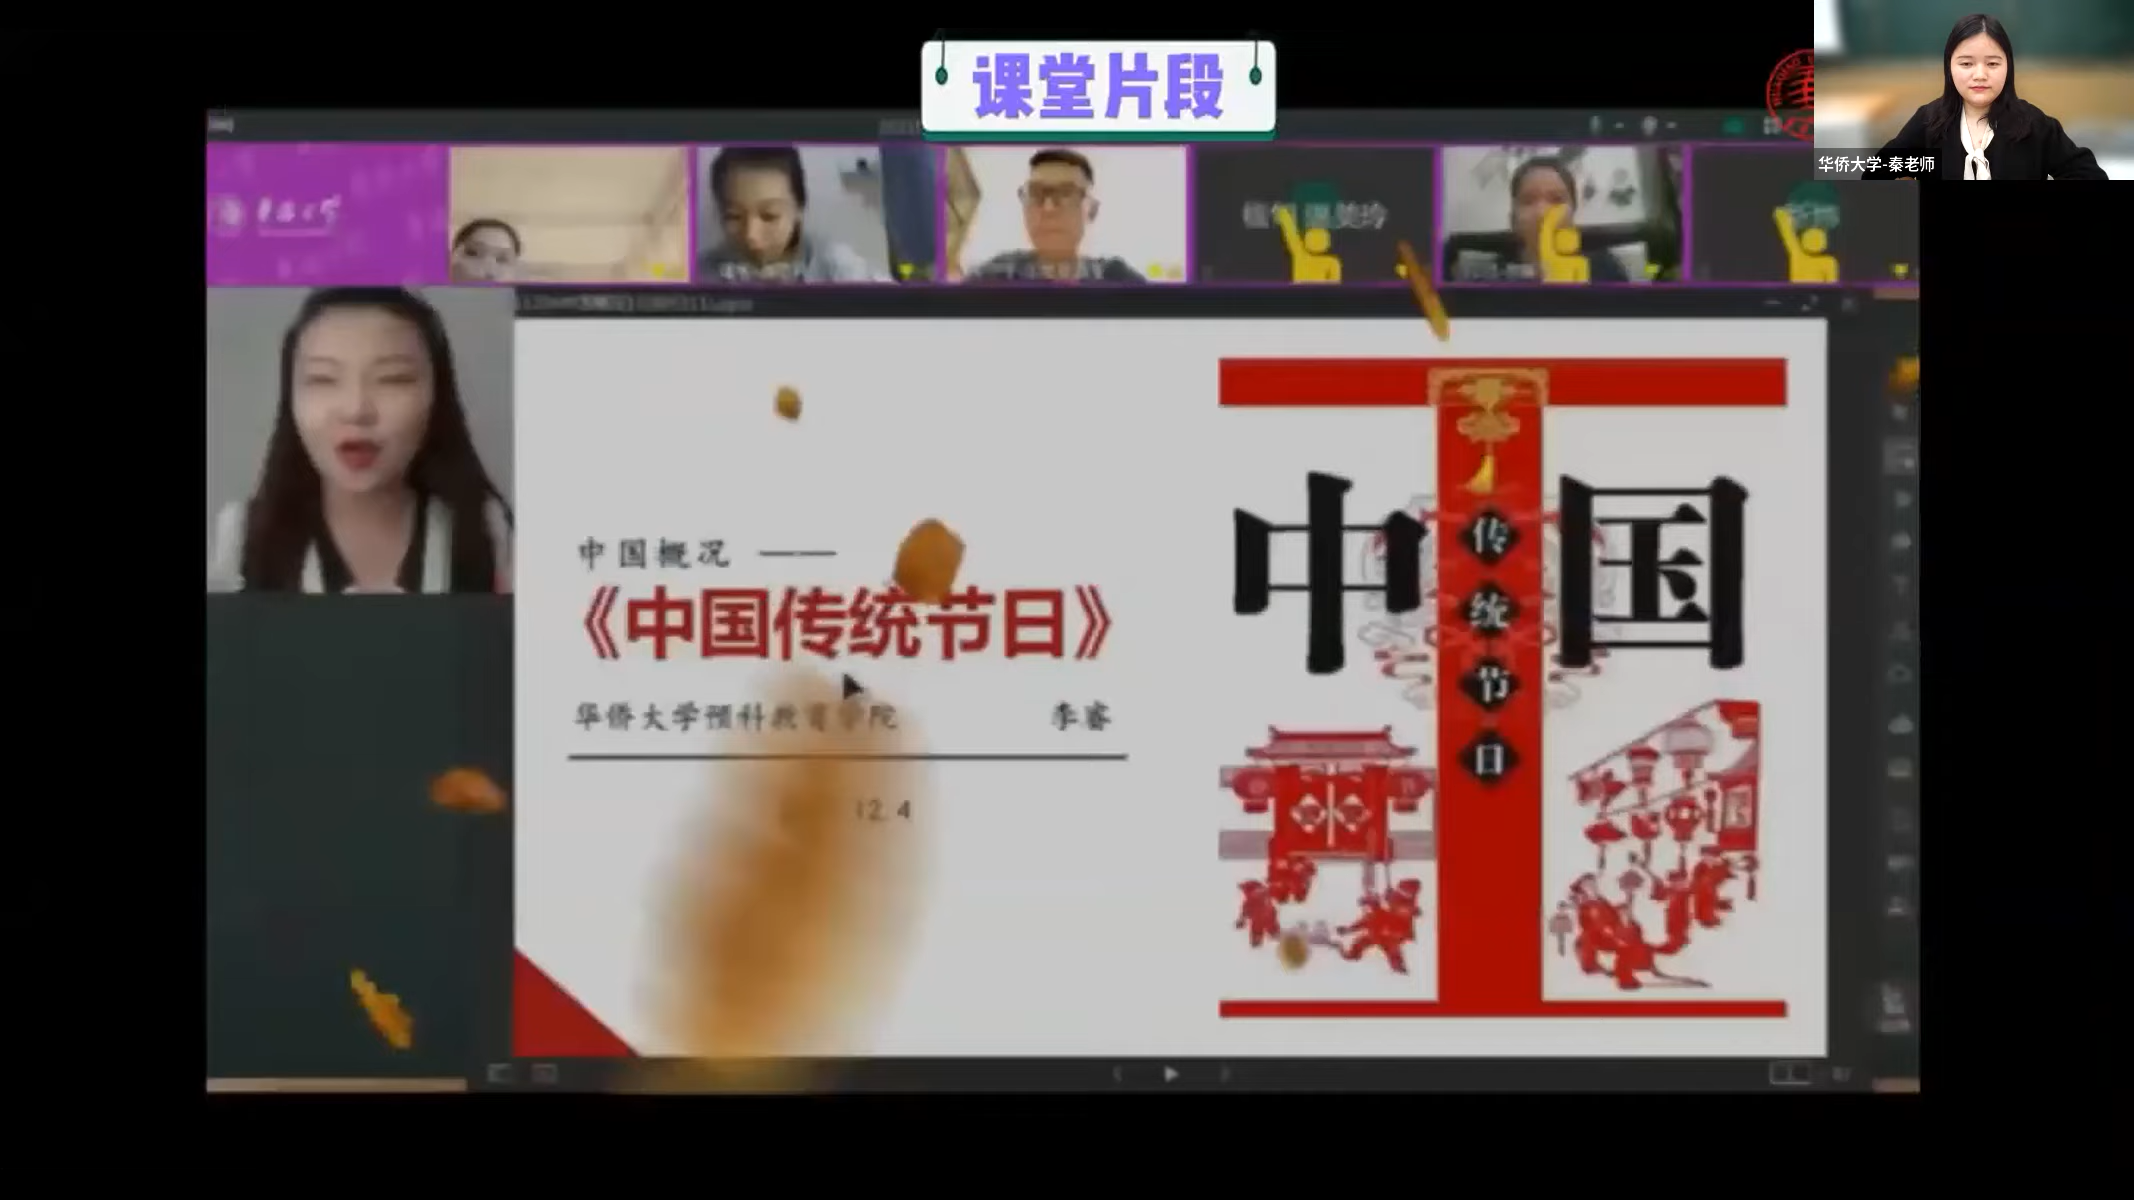 课堂片段
华侨大学-秦老师
中国概况 ——
《中国传统节日》
华侨大学预科教育学院 李睿
12.4
中国
传统节日